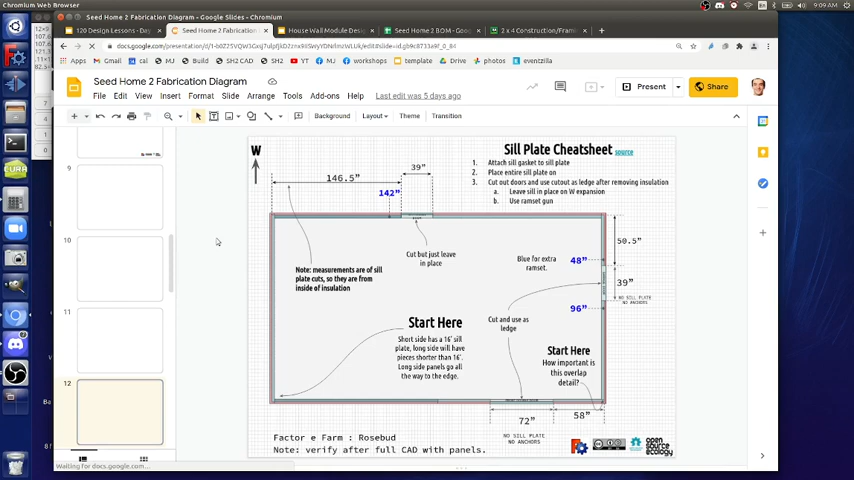 Chromium Web Browser
9:09 AM
Seed Home 2 Fabrication Diagram - Google Slides - Chromium
120 Design Lessons - Day
Seed Home 2 Fabrication
House Wall Module Design
Seed Home 2 BOM - Goog
2 x 4 Construction/Frami
Apps
Gmail
cal
MJ
Build
SH2 CAD
SH2
YT
MJ
workshops
template
Drive
Photos
eventzilla
Seed Home 2 Fabrication Diagram
File Edit View Insert Format Slide Arrange Tools Add-ons Help
Last edit was 5 days ago
Present
Share
Background Layout Theme Transition
9
10
11
12
W
Sill Plate Cheatsheet source
1. Attach sill gasket to sill plate
2. Place entire sill plate on
3. Cut out doors and use cutout as ledge after removing insulation
a. Leave sill in place on W expansion
b. Use ramset gun
146.5”
39”
142”
50.5”
Cut but just leave
in place
Blue for extra
ramset.
48”
Note: measurements are of sill
plate cuts, so they are from
inside of insulation
39”
NO SILL PLATE
NO ANCHORS
96”
Start Here
Short side has a 16' sill
plate, long side will have
pieces shorter than 16'.
Long side panels go all
the way to the edge.
Cut and use as
ledge
Start Here
How important is
this overlap
detail?
72”
58”
NO SILL PLATE
NO ANCHORS
Factor e Farm : Rosebud
Note: verify after full CAD with panels.
open
source
ecology
Waiting for docs.google.com...